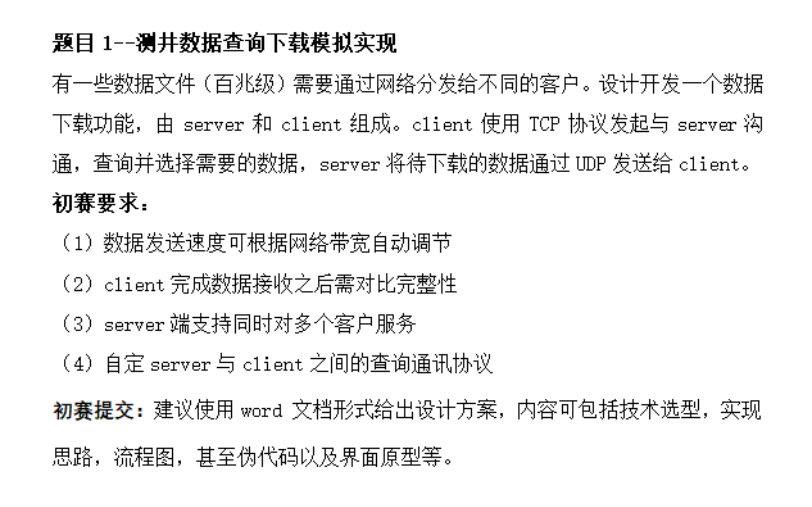 题目 1--测井数据查询下载模拟实现
有一些数据文件（百兆级）需要通过网络分发给不同的客户。设计开发一个数据
下载功能，由 server 和 client 组成。client 使用 TCP 协议发起与 server 沟
通，查询并选择需要的数据，server 将待下载的数据通过 UDP 发送给 client。
初赛要求：
（1）数据发送速度可根据网络带宽自动调节
（2）client 完成数据接收之后需对比完整性
（3）server 端支持同时对多个客户服务
（4）自定 server 与 client 之间的查询通讯协议
初赛提交：建议使用 word 文档形式给出设计方案，内容可包括技术选型，实现
思路，流程图，甚至伪代码以及界面原型等。